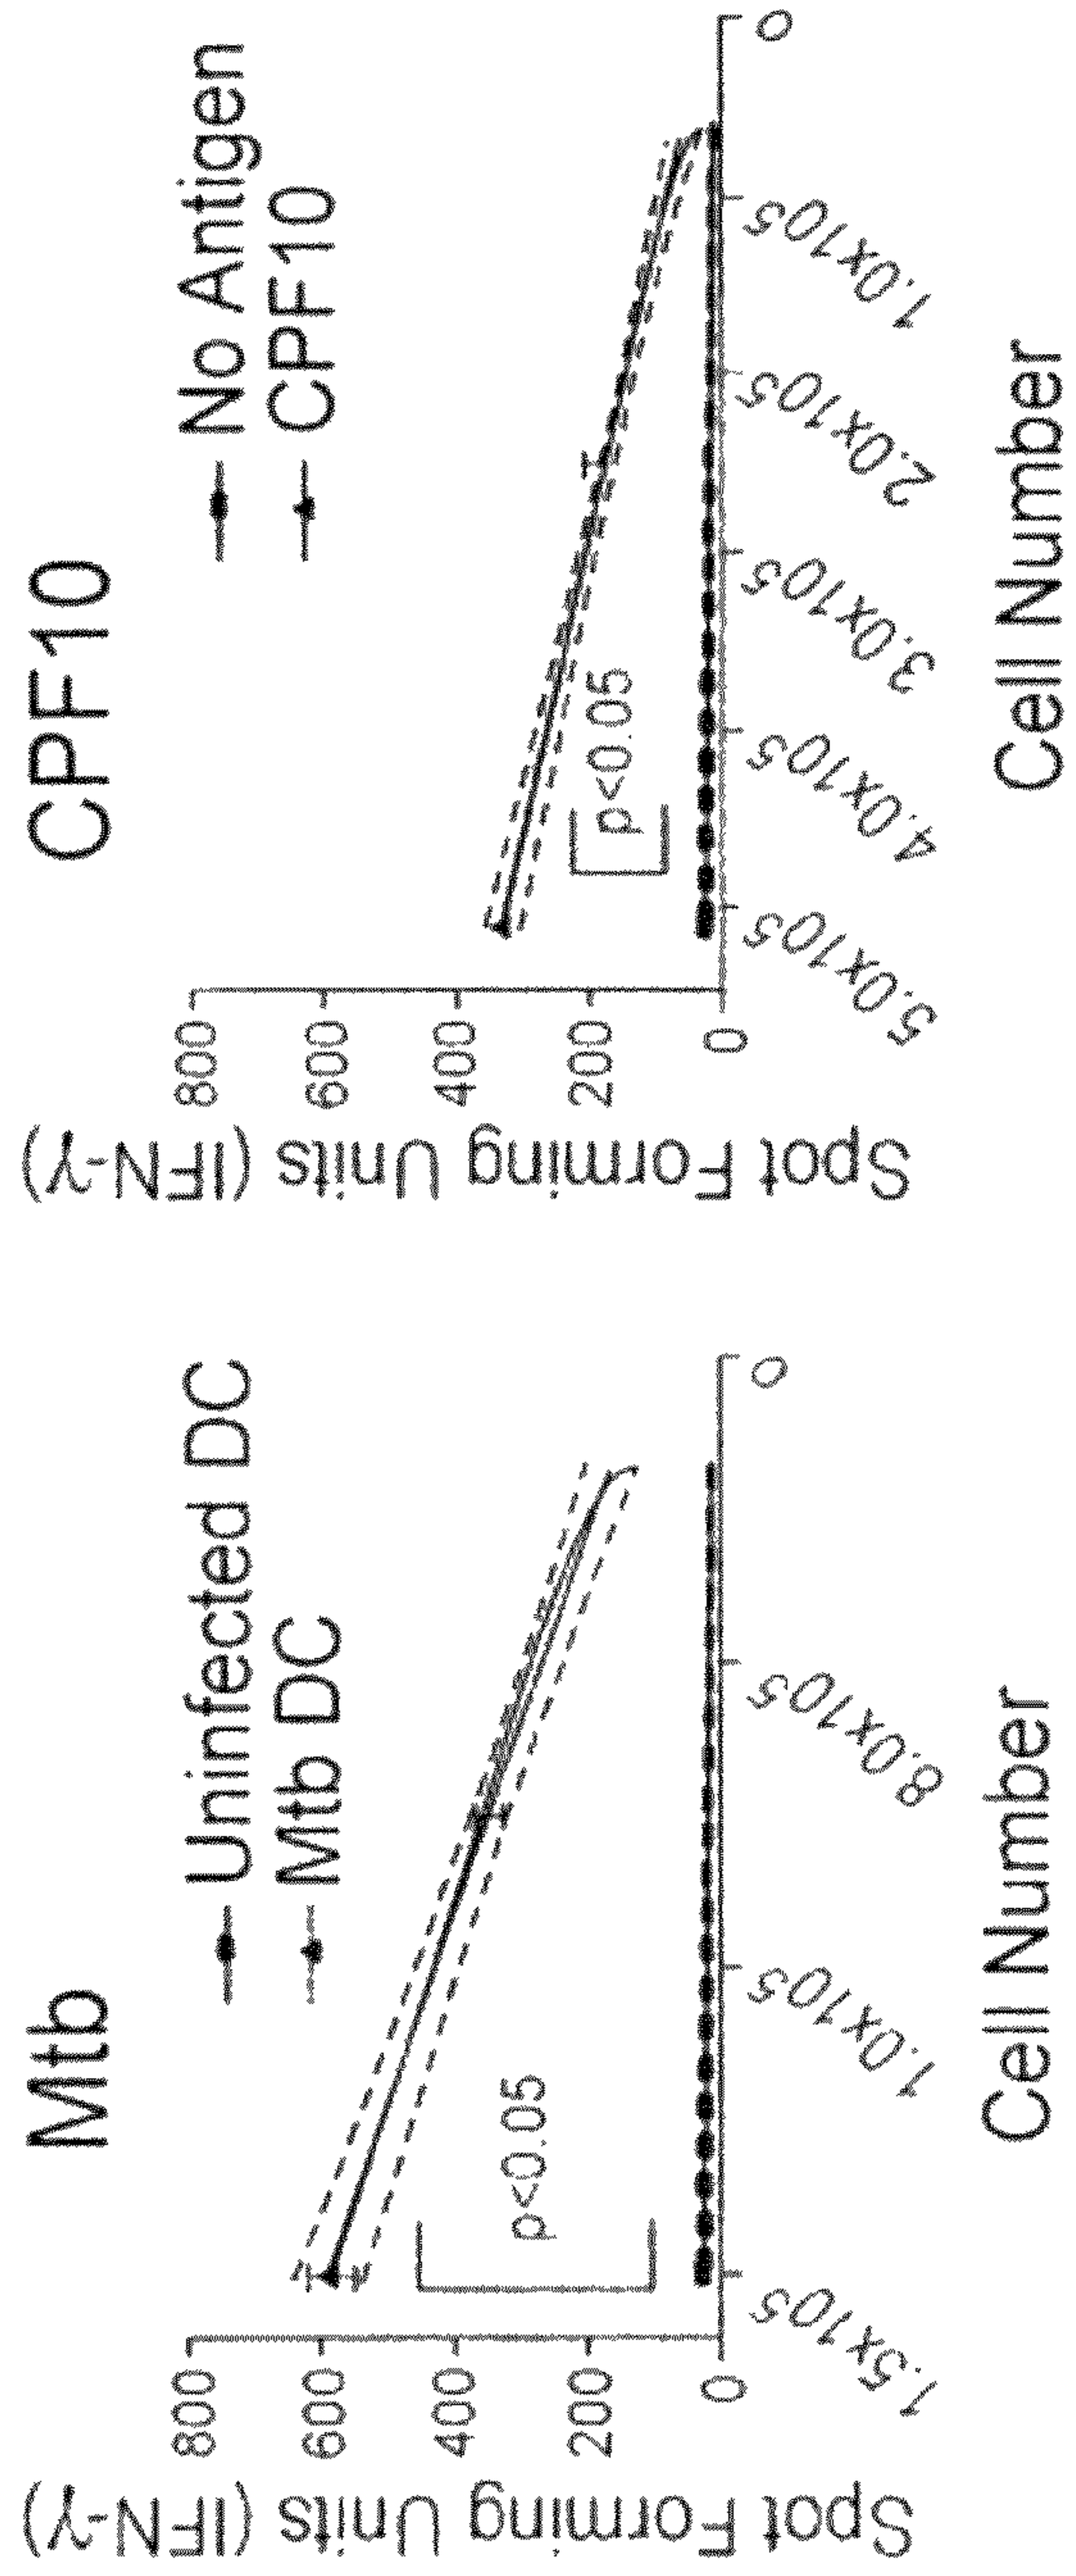 Mtb
Uninfected DC
Mtb DC
Spot Forming Units (IFN-γ)
800
600
400
200
0
p<0.05
1.5x10⁵
1.0x10⁵
8.0x10⁵
0
Cell Number
CPF10
No Antigen
CPF10
Spot Forming Units (IFN-γ)
800
600
400
200
0
p<0.05
5.0x10⁵
4.0x10⁵
3.0x10⁵
2.0x10⁵
1.0x10⁵
0
Cell Number